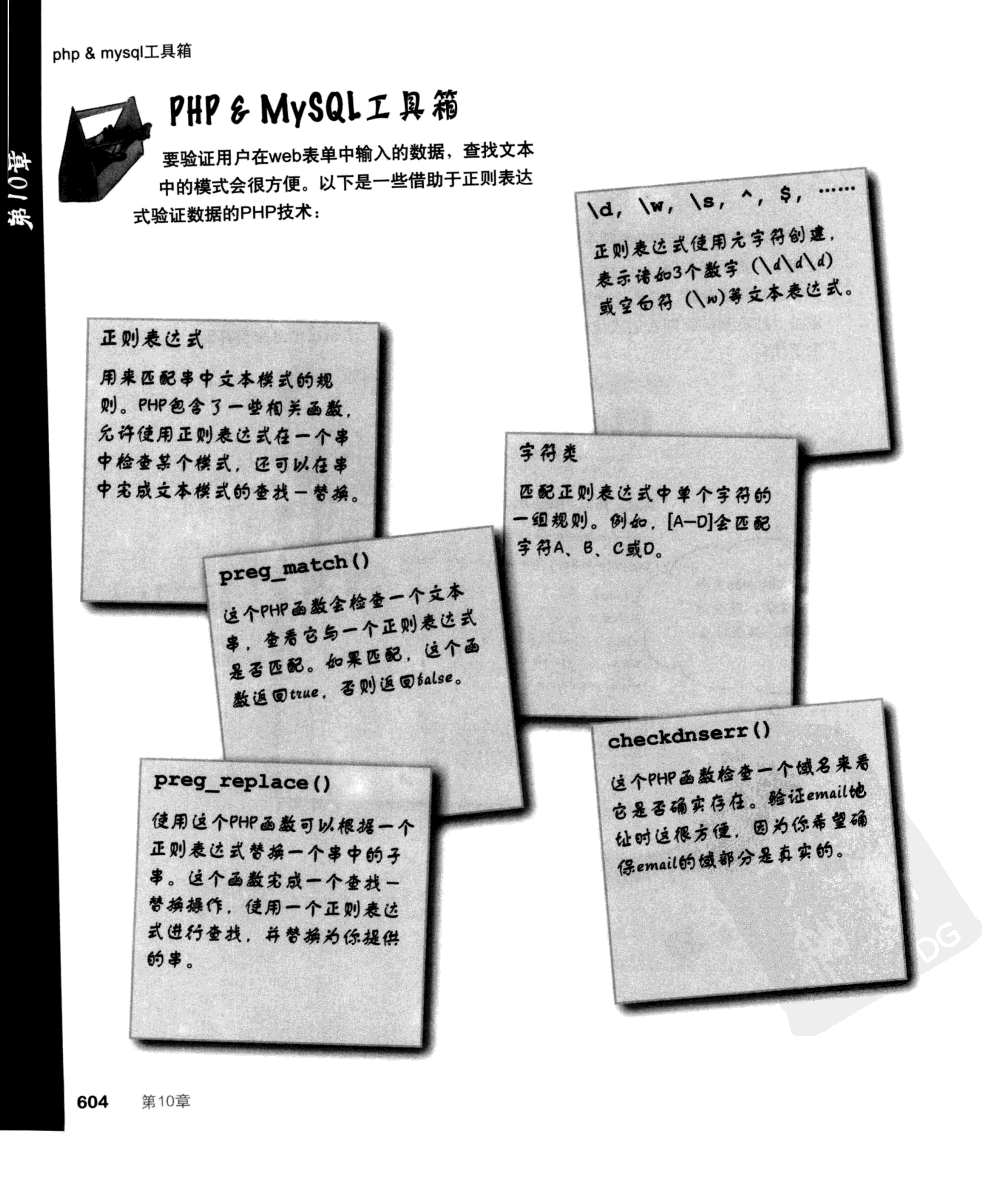 php & mysql工具箱
第10章
PHP & MySQL工具箱
要验证用户在web表单中输入的数据，查找文本
中的模式会很方便。以下是一些借助于正则表达
式验证数据的PHP技术：
\d, \w, \s, ^, $, ……
正则表达式使用元字符创建，
表示诸如3个数字（\d\d\d）
或空白符（\w)等文本表达式。
正则表达式
用来匹配串中文本模式的规
则。PHP包含了一些相关函数，
允许使用正则表达式在一个串
中检查某个模式，还可以在串
中完成文本模式的查找－替换。
字符类
匹配正则表达式中单个字符的
一组规则。例如，[A—D]会匹配
字符A、B、C或D。
preg_match()
这个PHP函数会检查一个文本
串，查看它与一个正则表达式
是否匹配。如果匹配，这个函
数返回true，否则返回false。
checkdnserr()
这个PHP函数检查一个域名来看
它是否确实存在。验证email地
址时这很方便，因为你希望确
保email的域部分是真实的。
preg_replace()
使用这个PHP函数可以根据一个
正则表达式替换一个串中的子
串。这个函数完成一个查找－
替换操作，使用一个正则表达
式进行查找，并替换为你提供
的串。
604 第10章